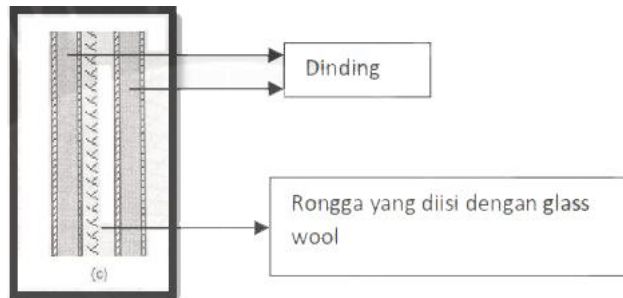 Dinding
Rongga yang diisi dengan glass
wool
(c)